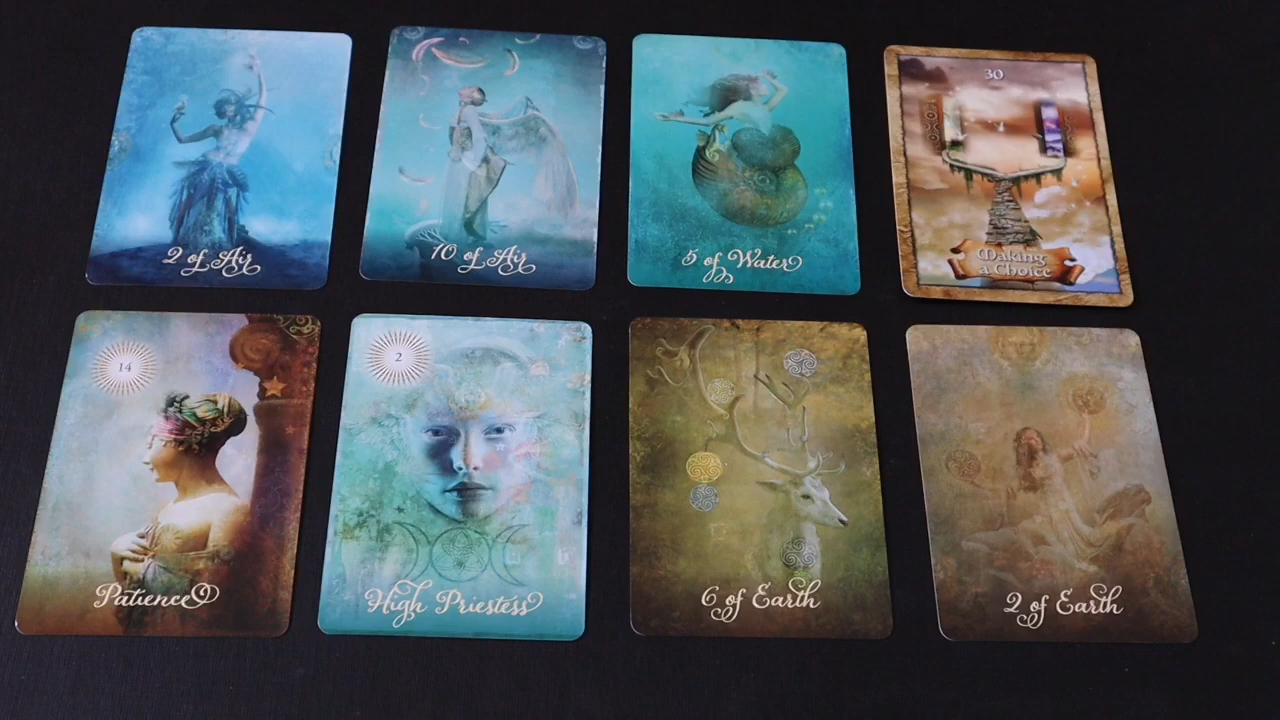 2 of Air
10 of Air
5 of Water
30
Making
a Choice
14
Patience
2
High Priestess
6 of Earth
2 of Earth